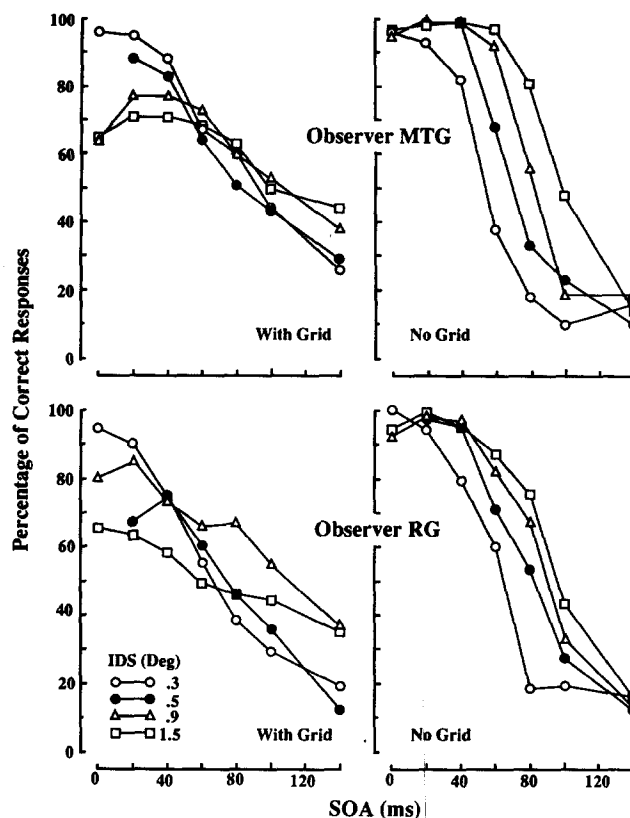 100
80
60
40
20
0
Observer MTG
With Grid
No Grid
Percentage of Correct Responses
100
80
60
40
20
0
Observer RG
IDS (Deg)
.3
.5
.9
1.5
With Grid
No Grid
0 20 40 80 120
0 20 40 80 120
SOA (ms)